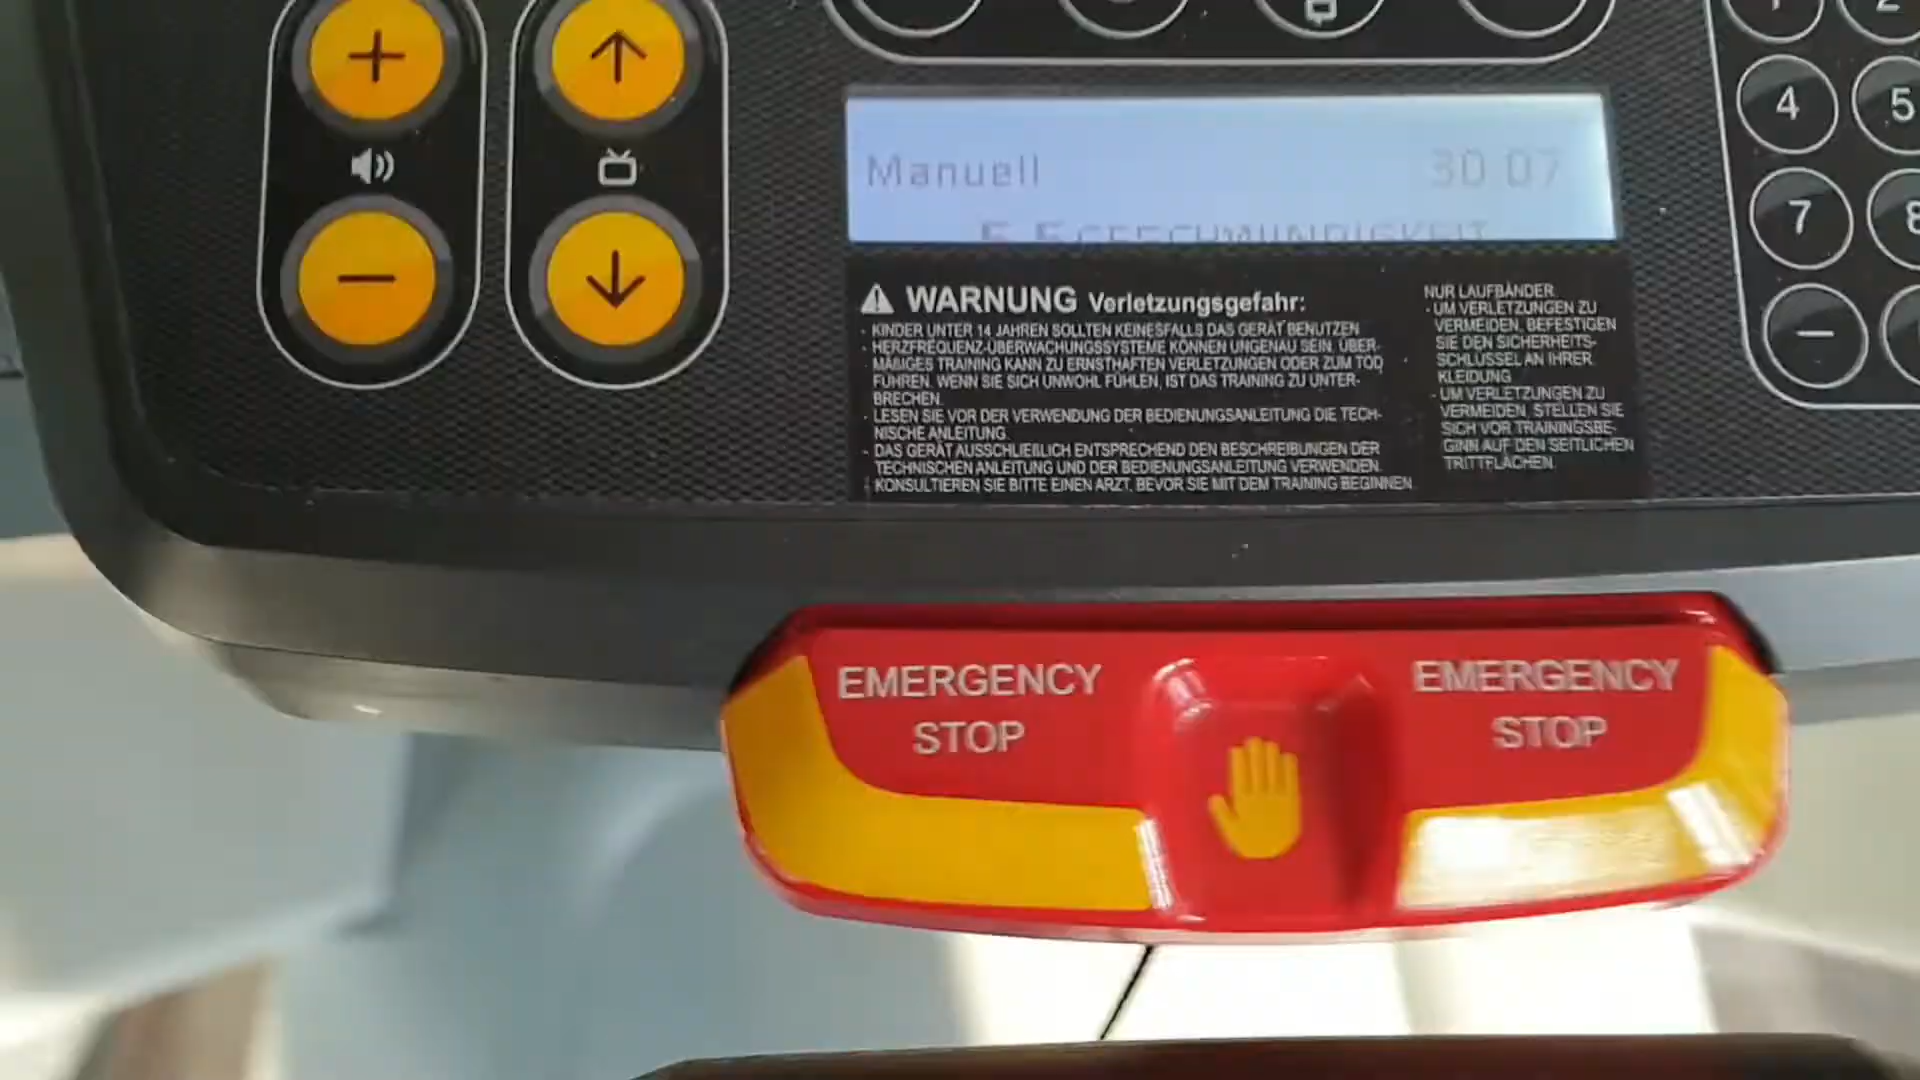 Manuell 30 07
5.5 GESCHWINDIGKEIT
4 5
7 8
WARNUNG Verletzungsgefahr:
- KINDER UNTER 14 JAHREN SOLLTEN KEINESFALLS DAS GERÄT BENUTZEN
- HERZFREQUENZ-ÜBERWACHUNGSSYSTEME KÖNNEN UNGENAU SEIN. ÜBER-
MÄßIGES TRAINING KANN ZU ERNSTHAFTEN VERLETZUNGEN ODER ZUM TOD
FÜHREN. WENN SIE SICH UNWOHL FÜHLEN, IST DAS TRAINING ZU UNTER-
BRECHEN.
- LESEN SIE VOR DER VERWENDUNG DER BEDIENUNGSANLEITUNG DIE TECH-
NISCHE ANLEITUNG.
- DAS GERÄT AUSSCHLIEßLICH ENTSPRECHEND DEN BESCHREIBUNGEN DER
TECHNISCHEN ANLEITUNG UND DER BEDIENUNGSANLEITUNG VERWENDEN.
KONSULTIEREN SIE BITTE EINEN ARZT, BEVOR SIE MIT DEM TRAINING BEGINNEN
NUR LAUFBÄNDER:
- UM VERLETZUNGEN ZU
VERMEIDEN, BEFESTIGEN
SIE DEN SICHERHEITS-
SCHLÜSSEL AN IHRER
KLEIDUNG
- UM VERLETZUNGEN ZU
VERMEIDEN, STELLEN SIE
SICH VOR TRAININGSBE-
GINN AUF DEN SEITLICHEN
TRITTFLÄCHEN.
EMERGENCY
STOP
EMERGENCY
STOP